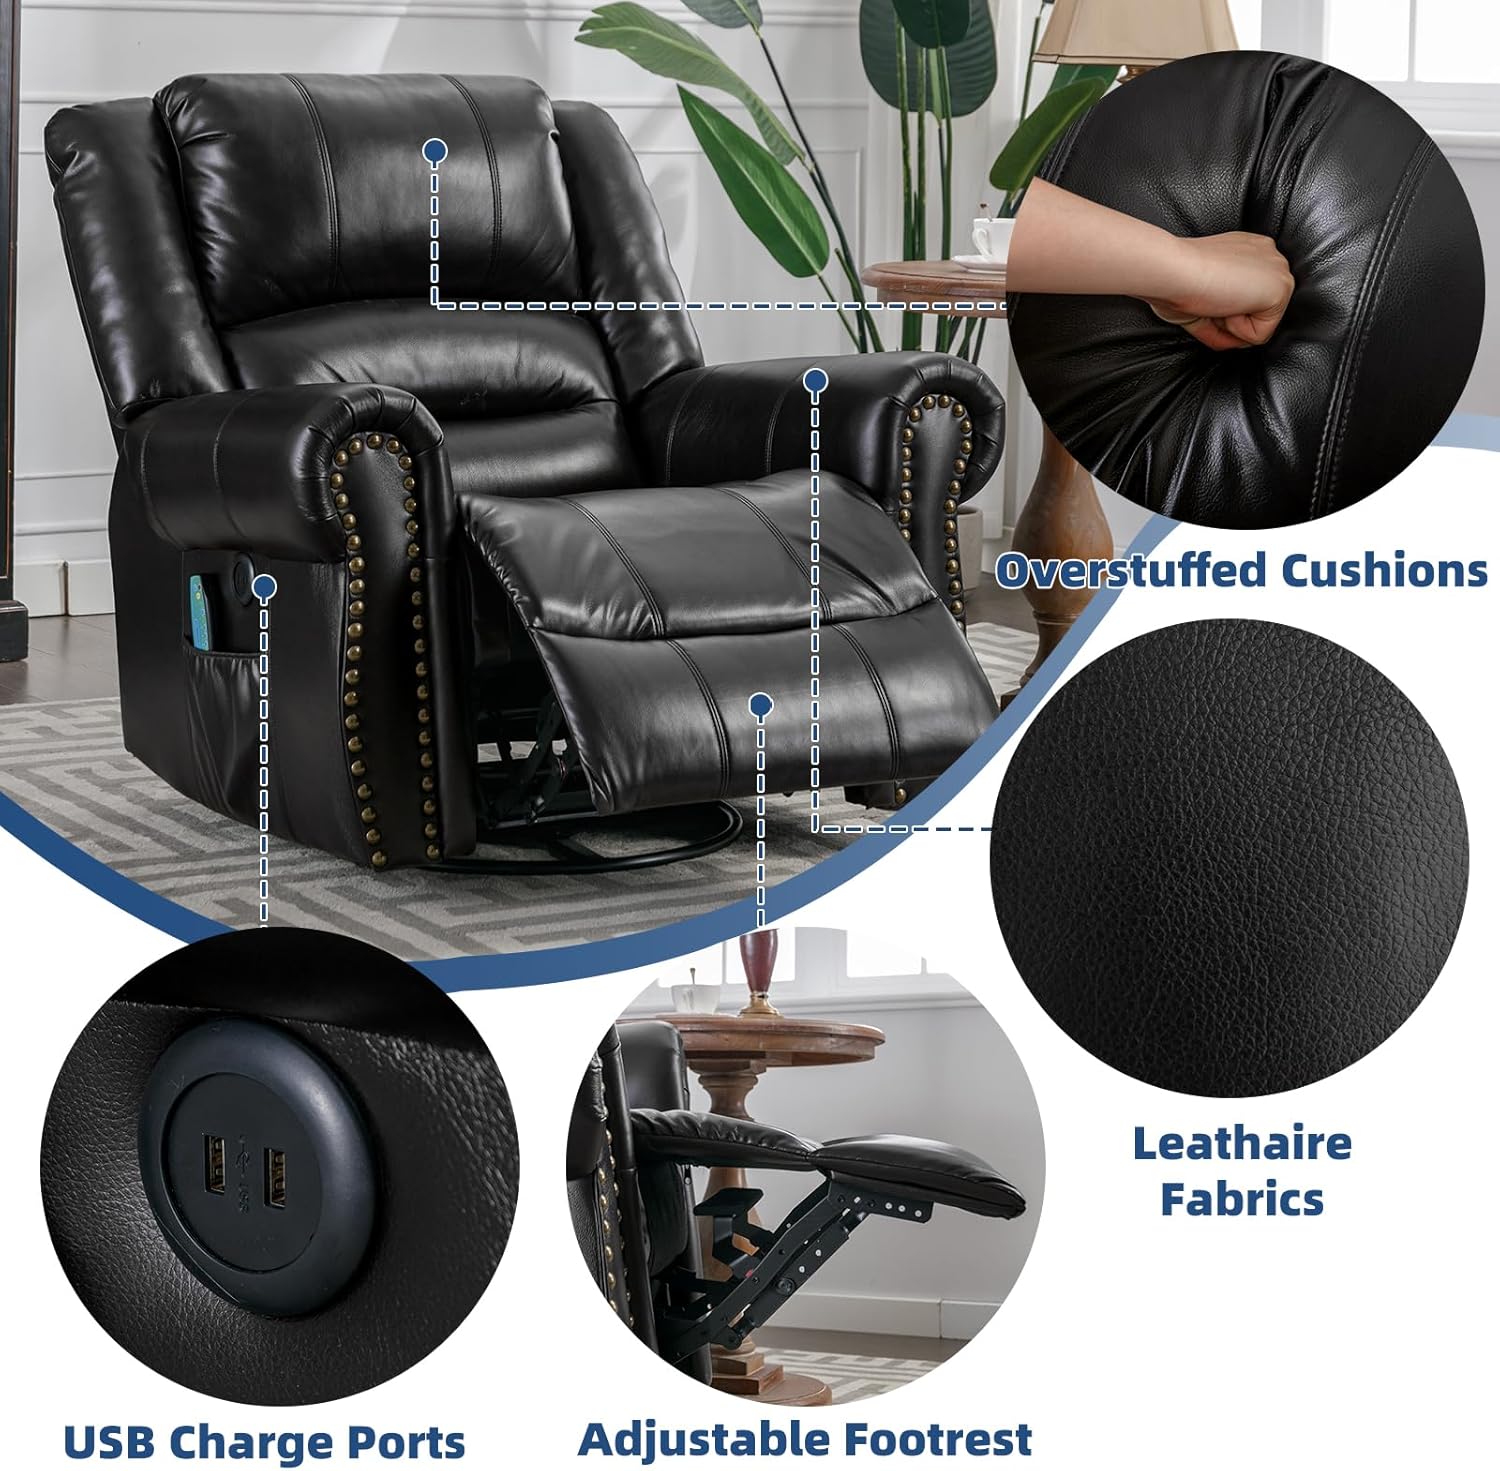 Overstuffed Cushions
Leathaire
Fabrics
USB Charge Ports
Adjustable Footrest